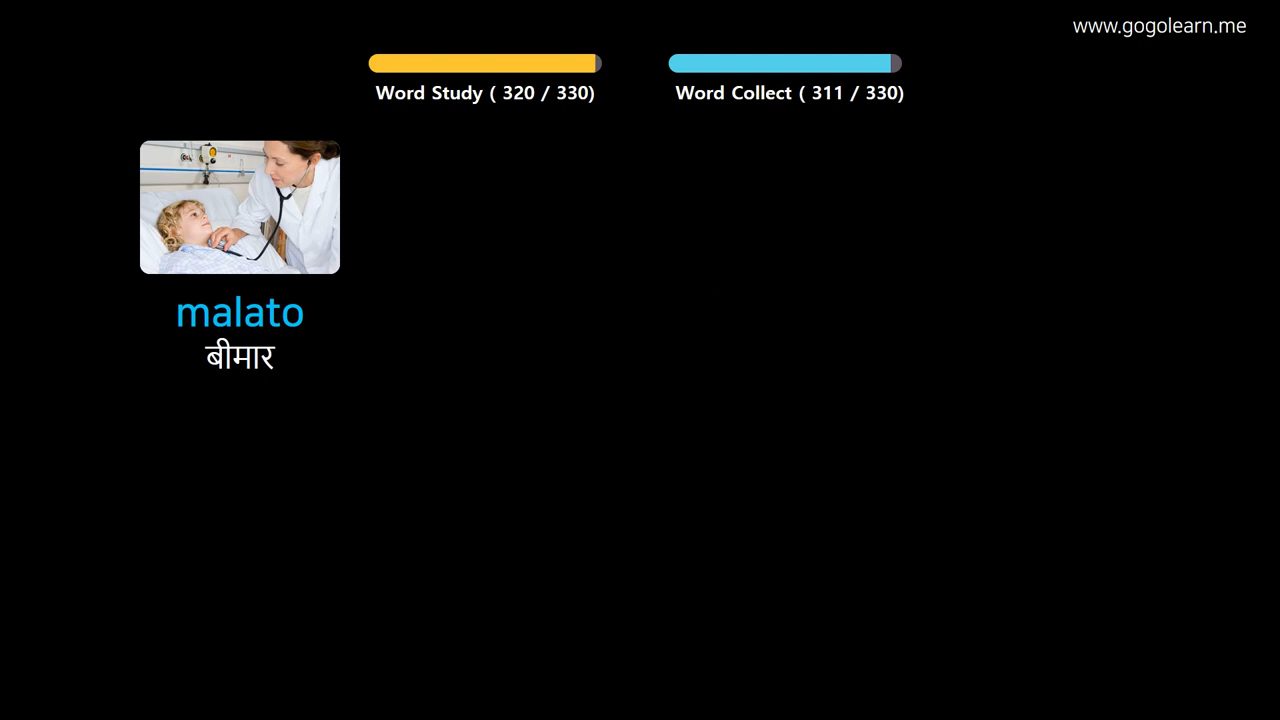 www.gogolearn.me
Word Study ( 320 / 330)
Word Collect ( 311 / 330)
malato
बीमार